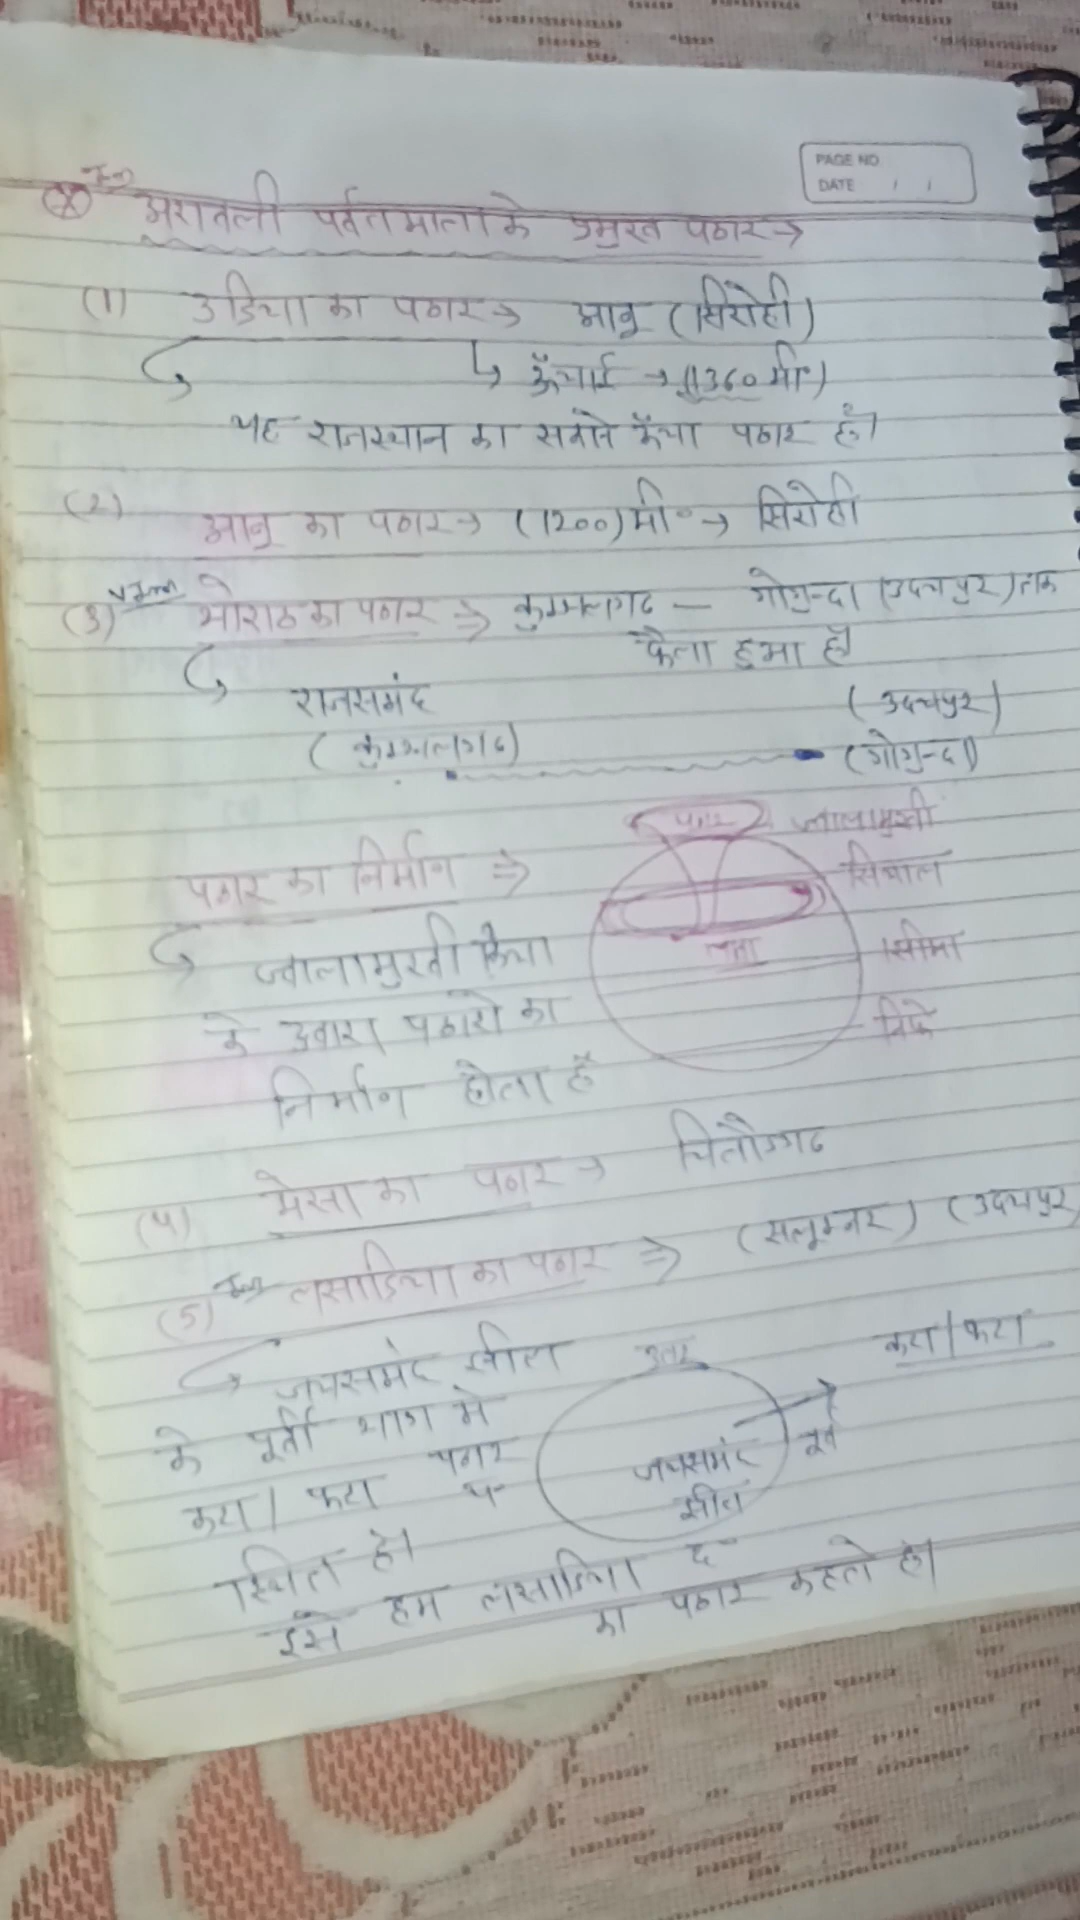 PAGE NO
DATE / /
अरावली पर्वतमाला के प्रमुख पठार →
(1) उडिया का पठार → आबू (सिरोही)
↳ ऊँचाई → (1360 मी॰)
यह राजस्थान का सबसे ऊँचा पठार है।
(2) आबू का पठार → (1200) मी॰ → सिरोही
(3) भोराठ का पठार ⇒ कुम्भलगढ – गोगुन्दा (उदयपुर) तक
फैला हुआ है
राजसमंद (उदयपुर)
(कुम्भलगढ) (गोगुन्दा)
पठार ज्वालामुखी
पठार का निर्माण ⇒ सियाल
ज्वालामुखी क्रिया लावा सीमा
के द्वारा पठारो का निफे
निर्माण होता है
(4) मेसा का पठार → चितौड़गढ
(5) लसाडिया का पठार ⇒ (सलूम्बर) (उदयपुर
जयसमंद झील उत्तर कटा/फटा
के पूर्वी भाग मे पूर्व
कटा/फटा पठार जयसमंद
झील
स्थित है। द
इसे हम लसाडिया
का पठार कहते है।